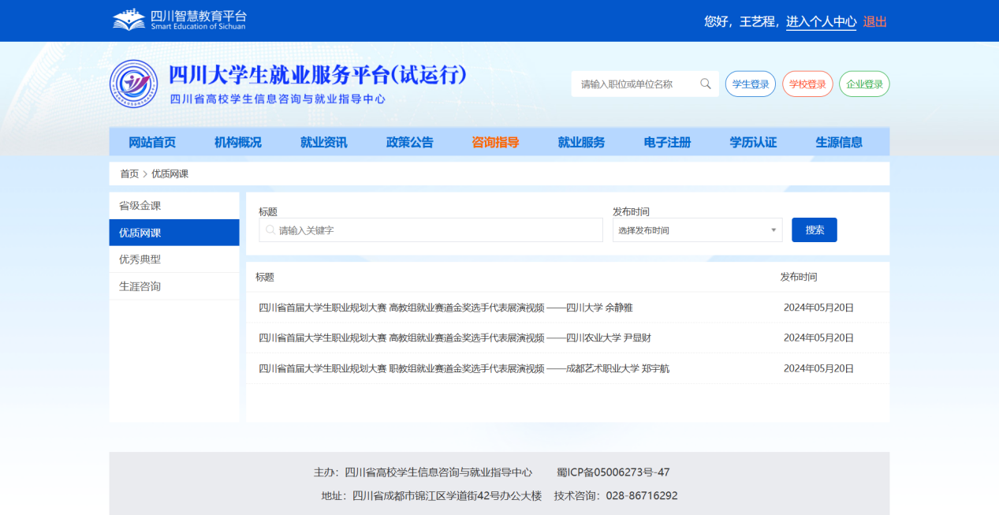 四川智慧教育平台
Smart Education of Sichuan
您好，王艺程，进入个人中心 退出
四川大学生就业服务平台(试运行)
四川省高校学生信息咨询与就业指导中心
请输入职位或单位名称
学生登录 学校登录 企业登录
网站首页 机构概况 就业资讯 政策公告 咨询指导 就业服务 电子注册 学历认证 生源信息
首页 > 优质网课
省级金课
优质网课
优秀典型
生涯咨询
标题 发布时间
请输入关键字 选择发布时间 搜索
标题 发布时间
四川省首届大学生职业规划大赛 高教组就业赛道金奖选手代表展演视频 ——四川大学 余静雅 2024年05月20日
四川省首届大学生职业规划大赛 高教组就业赛道金奖选手代表展演视频 ——四川农业大学 尹显财 2024年05月20日
四川省首届大学生职业规划大赛 职教组就业赛道金奖选手代表展演视频 ——成都艺术职业大学 郑宇航 2024年05月20日
主办：四川省高校学生信息咨询与就业指导中心 蜀ICP备05006273号-47
地址：四川省成都市锦江区学道街42号办公大楼 技术咨询：028-86716292